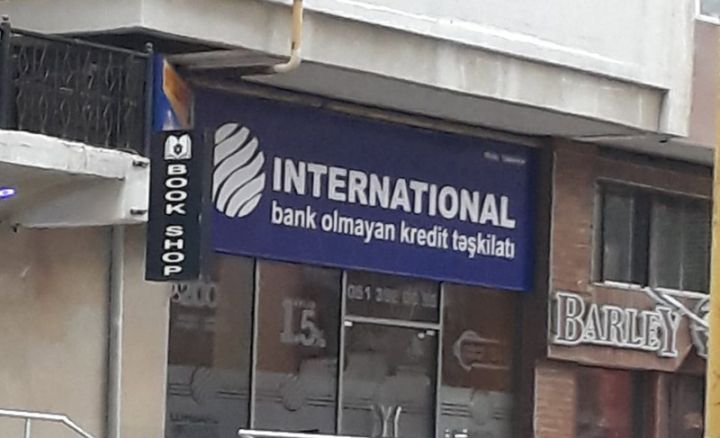 BOOK SHOP
INTERNATIONAL
bank olmayan kredit təşkilatı
BARLEY